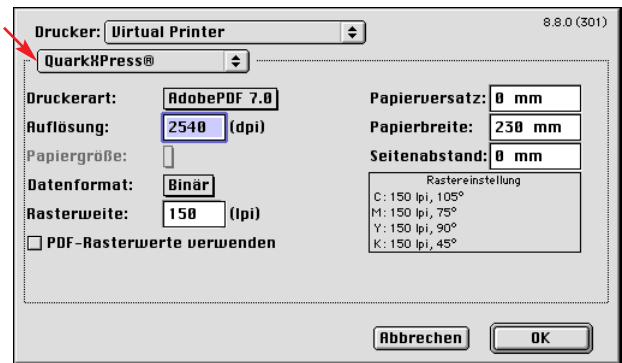 8.8.0 (301)
Drucker: Virtual Printer
QuarkXPress®
Druckerart: AdobePDF 7.0
Auflösung: 2540 (dpi)
Papiergröße:
Datenformat: Binär
Rasterweite: 150 (lpi)
PDF-Rasterwerte verwenden
Papierversatz: 0 mm
Papierbreite: 230 mm
Seitenabstand: 0 mm
Rastereinstellung
C: 150 lpi, 105°
M: 150 lpi, 75°
Y: 150 lpi, 90°
K: 150 lpi, 45°
Abbrechen
OK